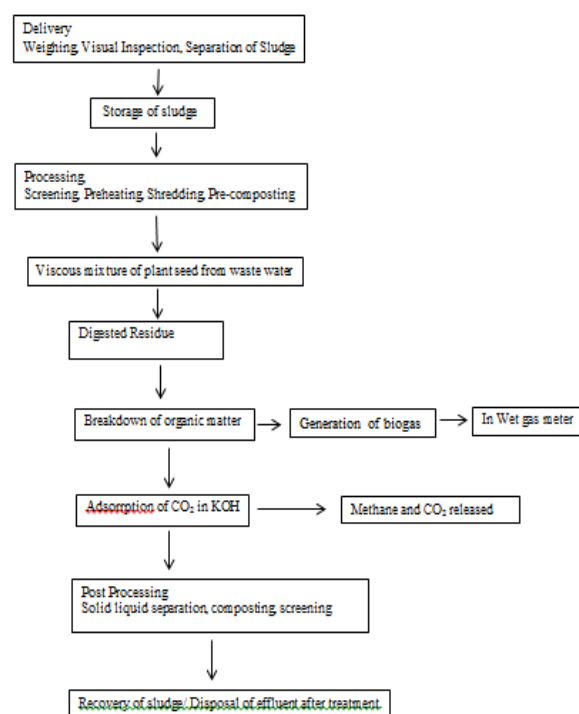 Delivery
Weighing, Visual Inspection, Separation of Sludge
Storage of sludge
Processing,
Screening, Preheating, Shredding, Pre-composting
Viscous mixture of plant seed from waste water
Digested Residue
Breakdown of organic matter
Generation of biogas
In Wet gas meter
Adsorrption of CO₂ in KOH
Methane and CO₂ released
Post Processing
Solid liquid separation, composting, screening
Recovery of sludge/ Disposal of effluent after treatment